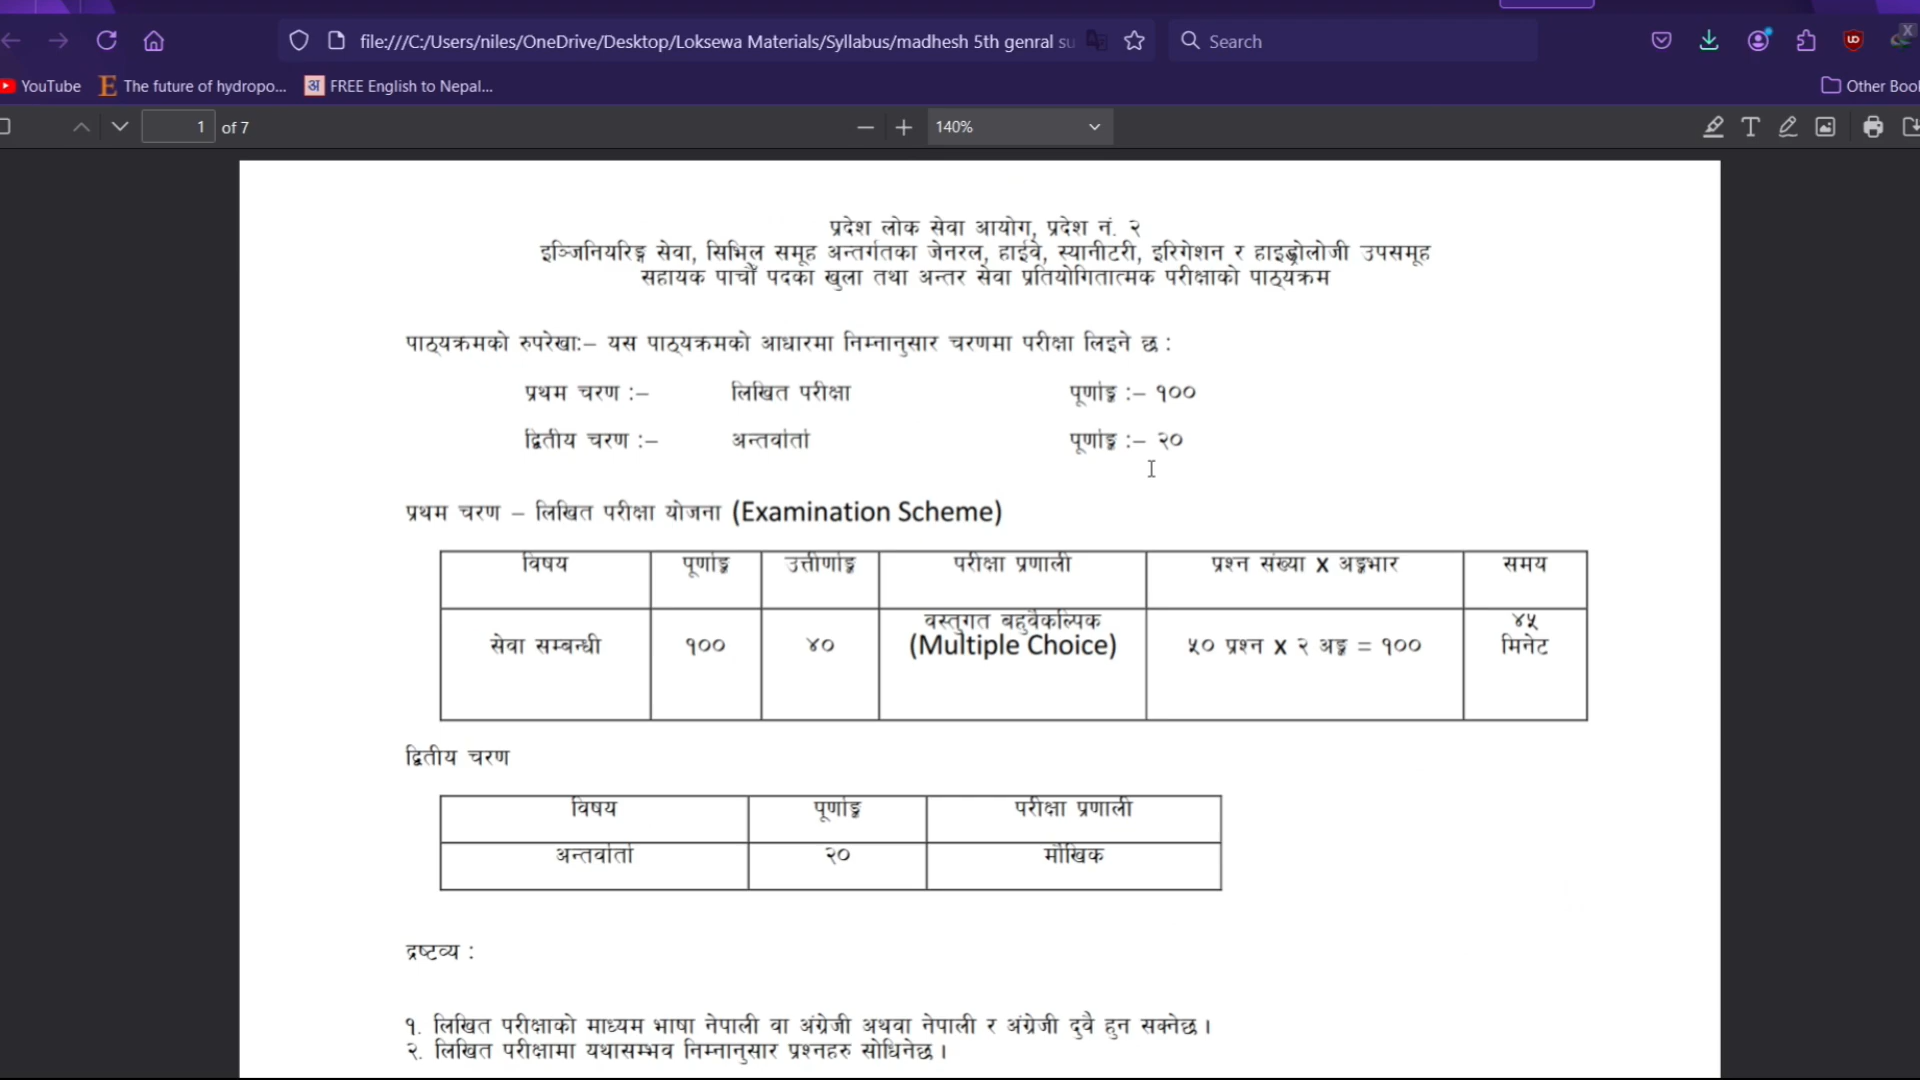 file:///C:/Users/niles/OneDrive/Desktop/Loksewa Materials/Syllabus/madhesh 5th genral su
Search
YouTube
The future of hydropo...
FREE English to Nepal...
Other Book
1 of 7
140%
प्रदेश लोक सेवा आयोग, प्रदेश नं. २
इञ्जिनियरिङ्ग सेवा, सिभिल समूह अन्तर्गतका जेनरल, हाईवे, स्यानीटरी, इरिगेशन र हाइड्रोलोजी उपसमूह
सहायक पाचौँ पदका खुला तथा अन्तर सेवा प्रतियोगितात्मक परीक्षाको पाठ्यक्रम
पाठ्यक्रमको रुपरेखाः– यस पाठ्यक्रमको आधारमा निम्नानुसार चरणमा परीक्षा लिइने छ :
प्रथम चरण :– लिखित परीक्षा पूर्णाङ्क :– १००
द्वितीय चरण :– अन्तर्वार्ता पूर्णाङ्क :– २०
प्रथम चरण – लिखित परीक्षा योजना (Examination Scheme)
विषय पूर्णाङ्क उत्तीर्णाङ्क परीक्षा प्रणाली प्रश्न संख्या X अङ्कभार समय
सेवा सम्बन्धी १०० ४० वस्तुगत बहुवैकल्पिक (Multiple Choice) ५० प्रश्न X २ अङ्क = १०० ४५ मिनेट
द्वितीय चरण
विषय पूर्णाङ्क परीक्षा प्रणाली
अन्तर्वार्ता २० मौखिक
द्रष्टव्य :
१. लिखित परीक्षाको माध्यम भाषा नेपाली वा अंग्रेजी अथवा नेपाली र अंग्रेजी दुवै हुन सक्नेछ ।
२. लिखित परीक्षामा यथासम्भव निम्नानुसार प्रश्नहरु सोधिनेछ ।